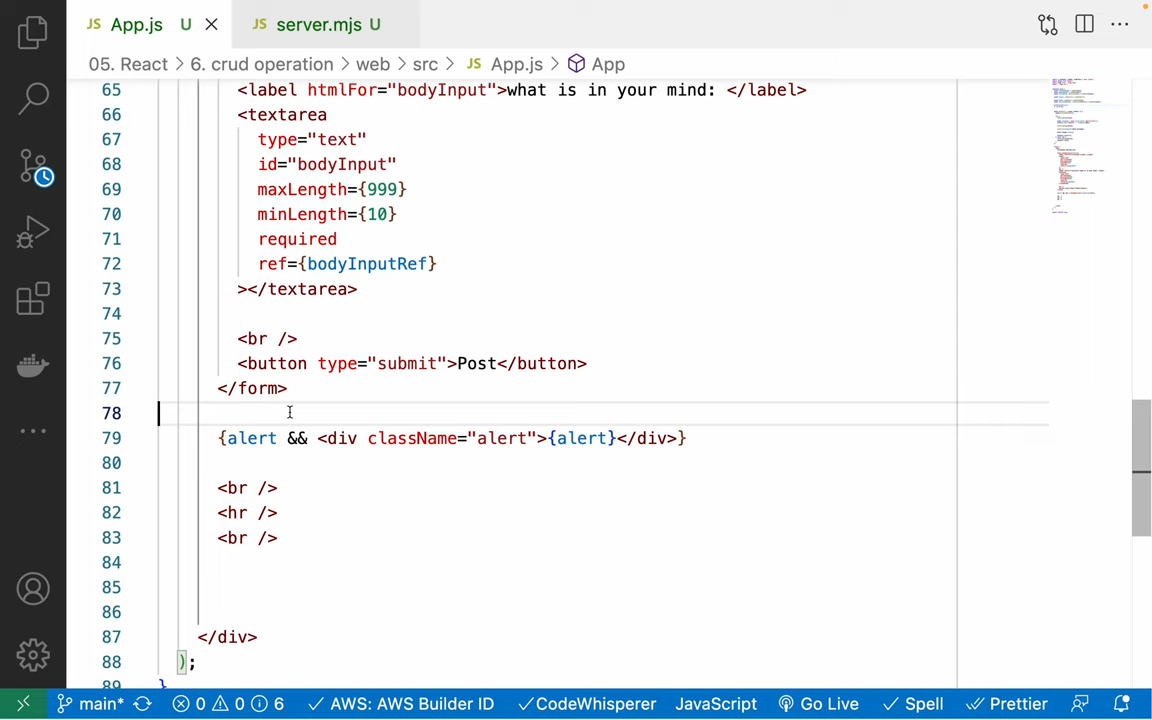 JS App.js U × JS server.mjs U ···
05. React > 6. crud operation > web > src > JS App.js > App
65 <label htmlFor="bodyInput">what is in your mind: </label>
66 <textarea
67 type="text"
68 id="bodyInput"
69 maxLength={999}
70 minLength={10}
71 required
72 ref={bodyInputRef}
73 ></textarea>
74
75 <br />
76 <button type="submit">Post</button>
77 </form>
78
79 {alert && <div className="alert">{alert}</div>}
80
81 <br />
82 <hr />
83 <br />
84
85
86
87 </div>
88 );
89 }
main* 0 0 6 AWS: AWS Builder ID CodeWhisperer JavaScript Go Live Spell Prettier